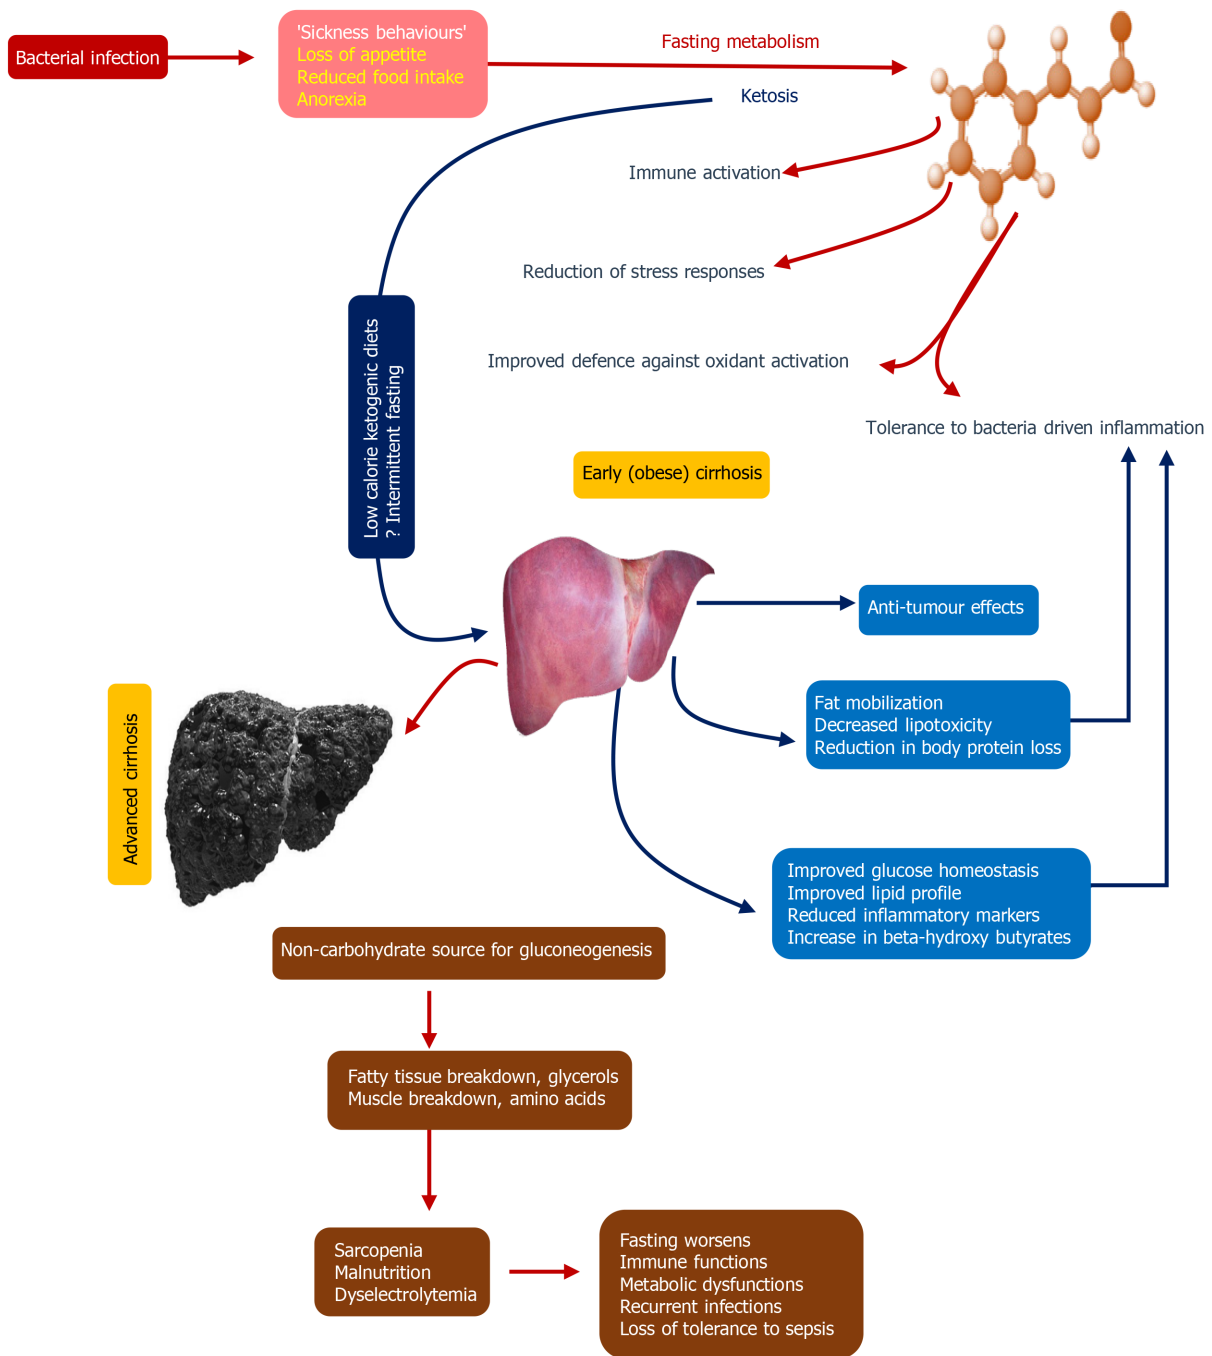 Bacterial infection
'Sickness behaviours'
Loss of appetite
Reduced food intake
Anorexia
Fasting metabolism
Ketosis
Immune activation
Reduction of stress responses
Improved defence against oxidant activation
Tolerance to bacteria driven inflammation
Low calorie ketogenic diets
? Intermittent fasting
Early (obese) cirrhosis
Anti-tumour effects
Fat mobilization
Decreased lipotoxicity
Reduction in body protein loss
Advanced cirrhosis
Improved glucose homeostasis
Improved lipid profile
Reduced inflammatory markers
Increase in beta-hydroxy butyrates
Non-carbohydrate source for gluconeogenesis
Fatty tissue breakdown, glycerols
Muscle breakdown, amino acids
Sarcopenia
Malnutrition
Dyselectrolytemia
Fasting worsens
Immune functions
Metabolic dysfunctions
Recurrent infections
Loss of tolerance to sepsis